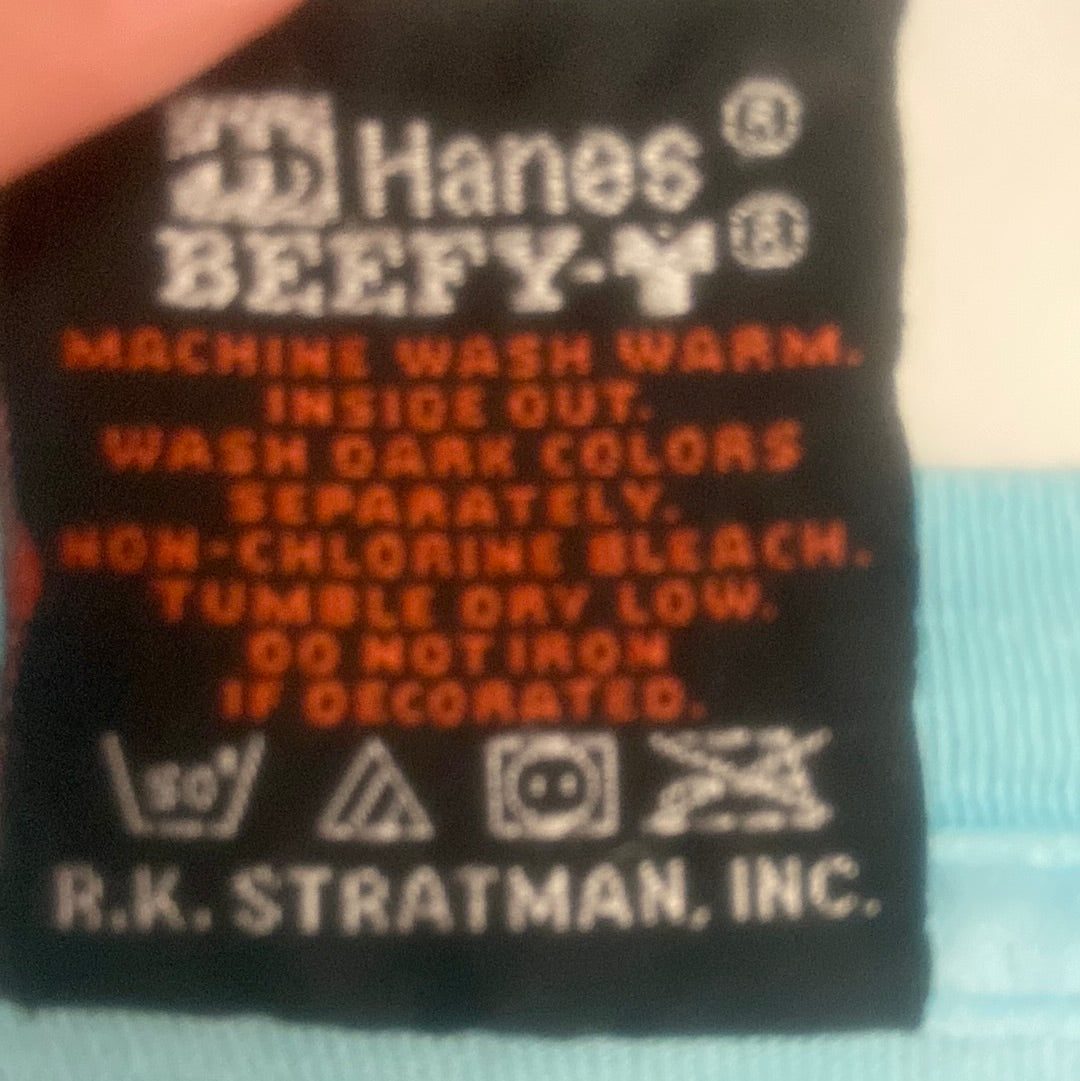 Hanes®
BEEFY-T®
MACHINE WASH WARM.
INSIDE OUT.
WASH DARK COLORS
SEPARATELY.
NON-CHLORINE BLEACH.
TUMBLE DRY LOW.
DO NOT IRON
IF DECORATED.
50°
R.K. STRATMAN, INC.